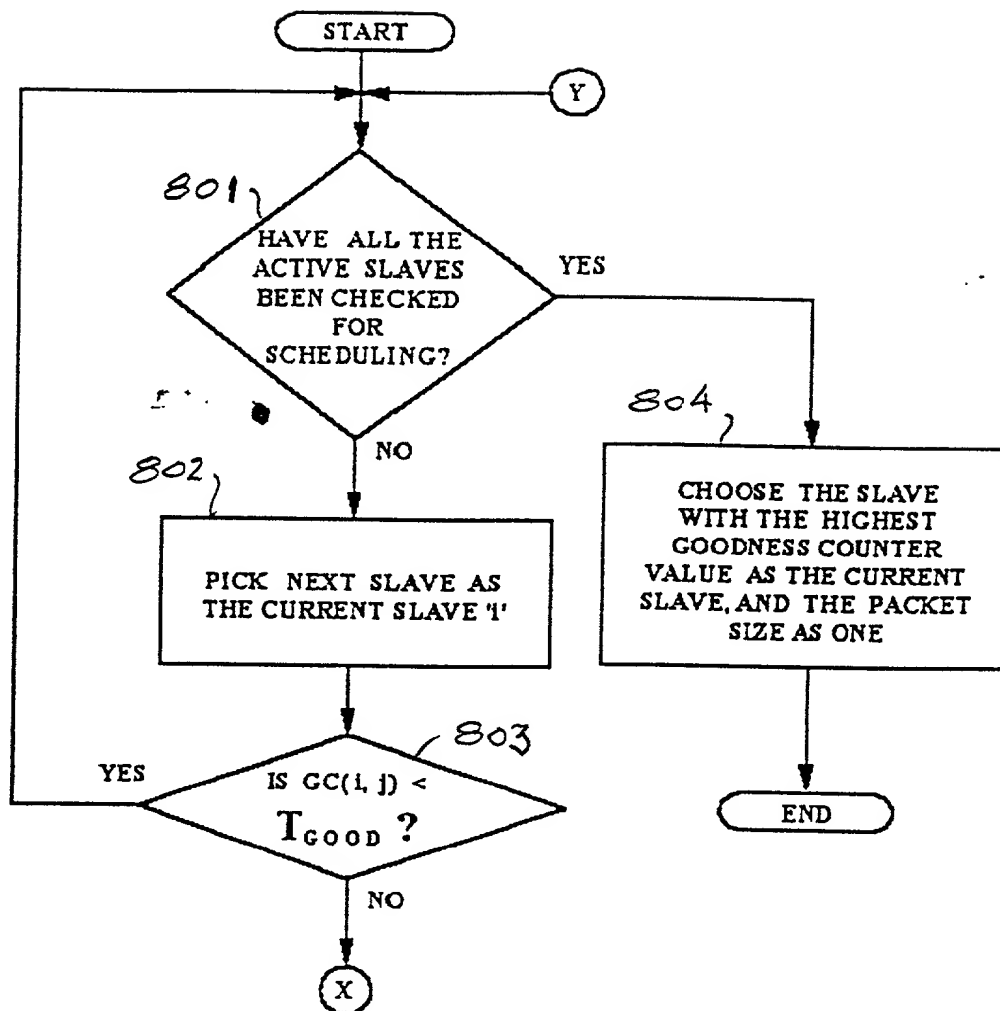 START
Y
801
HAVE ALL THE
ACTIVE SLAVES
BEEN CHECKED
FOR
SCHEDULING?
YES
NO
802
PICK NEXT SLAVE AS
THE CURRENT SLAVE 'i'
804
CHOOSE THE SLAVE
WITH THE HIGHEST
GOODNESS COUNTER
VALUE AS THE CURRENT
SLAVE, AND THE PACKET
SIZE AS ONE
803
YES
IS GC(i, j) <
TGOOD ?
NO
X
END